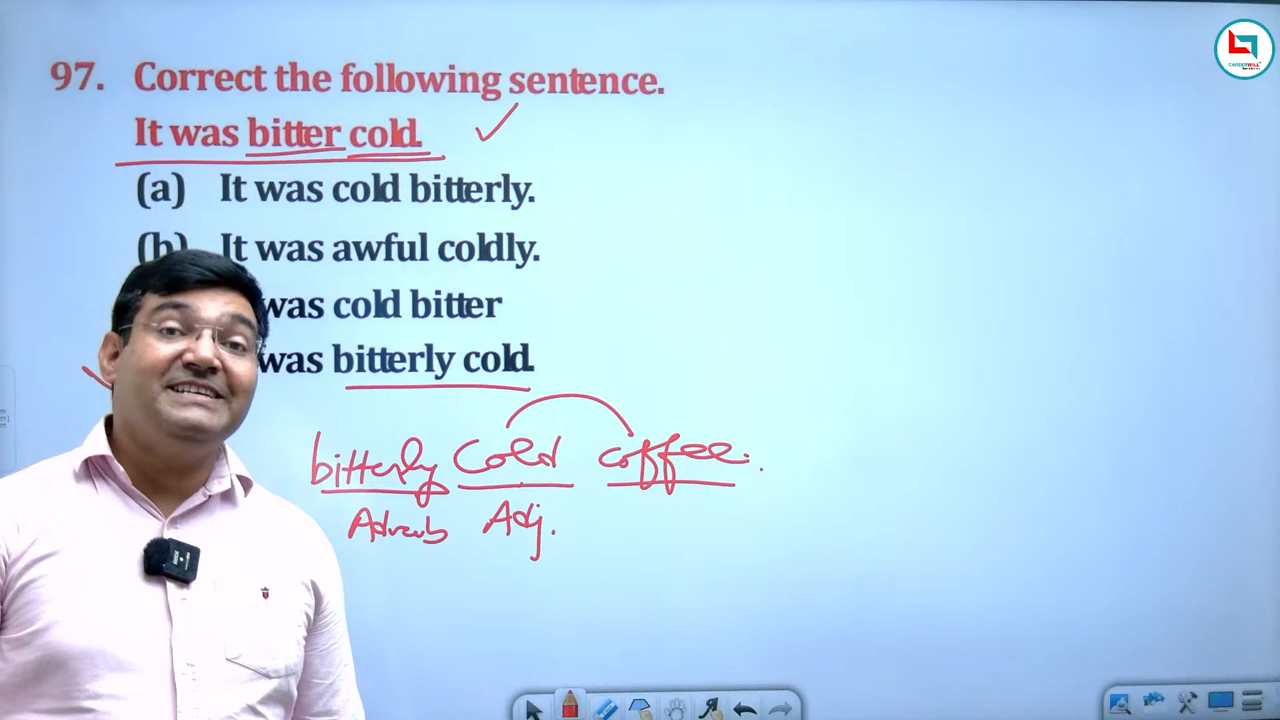 97. Correct the following sentence.
It was bitter cold.
(a) It was cold bitterly.
(b) It was awful coldly.
was cold bitter
was bitterly cold.
bitterly cold coffee.
Adverb Adj.
CAREERWILL